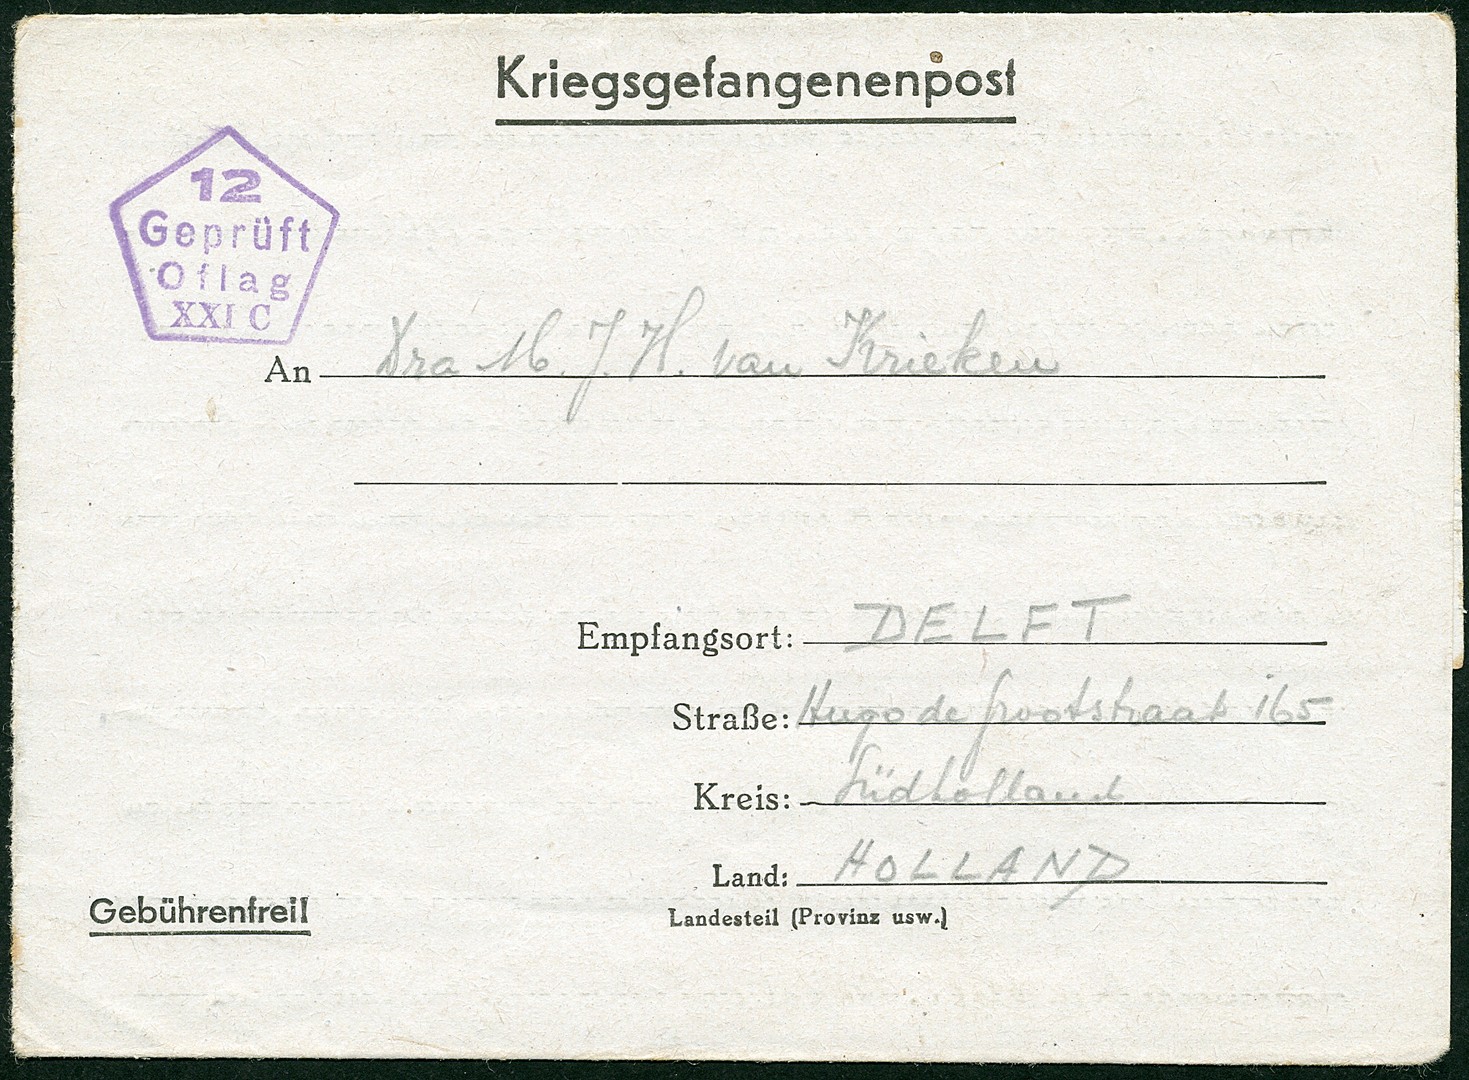 Kriegsgefangenenpost
12
Geprüft
Oflag
XXI C
An Dra M. J. H. van Krieken
Empfangsort: DELFT
Straße: Hugo de Grootstraat 165
Kreis: Südholland
Land: HOLLAND
Landesteil (Provinz usw.)
Gebührenfrei!